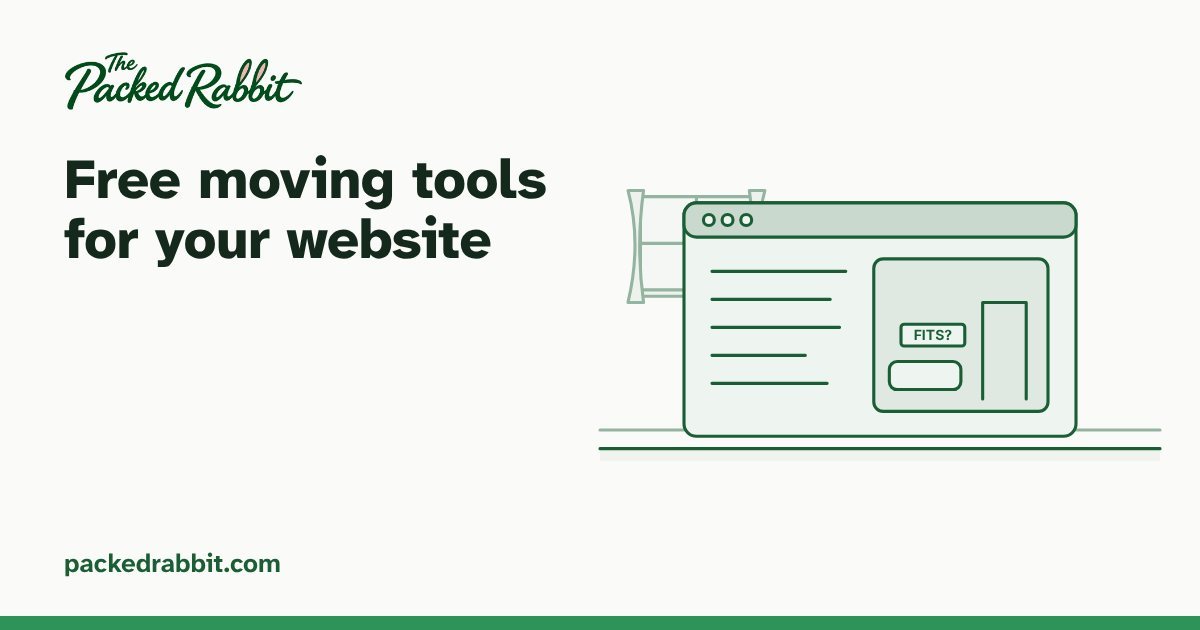 The
Packed Rabbit
Free moving tools
for your website
FITS?
packedrabbit.com